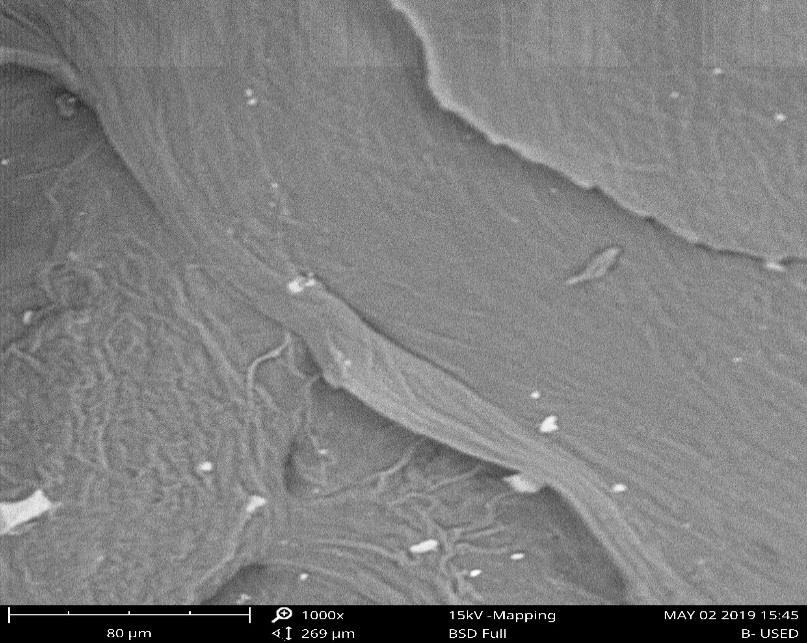 1000x 15kV -Mapping MAY 02 2019 15:45
80 µm 269 µm BSD Full B- USED